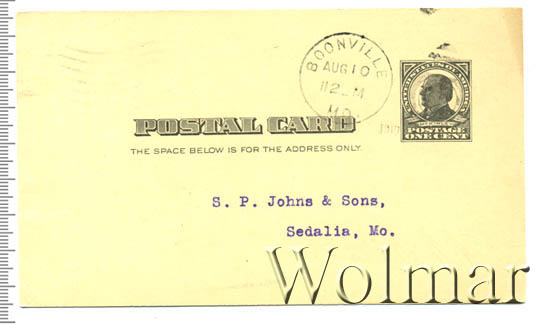 BOONVILLE
AUG 10
MO.
UNITED STATES OF AMERICA
POSTAGE
ONE CENT
POSTAL CARD
THE SPACE BELOW IS FOR THE ADDRESS ONLY.
S. P. Johns & Sons,
Sedalia, Mo.
Wolmar